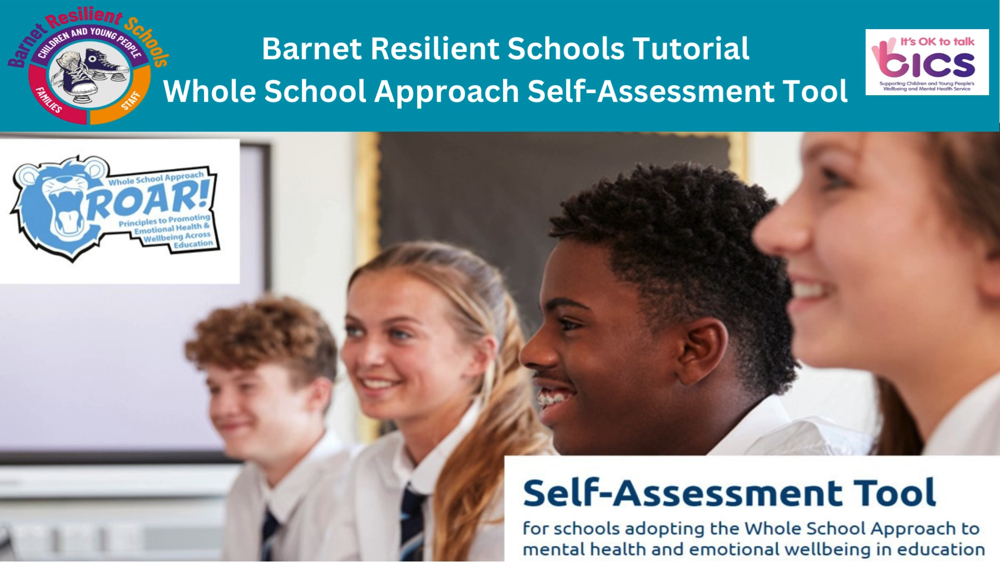 Barnet Resilient Schools
CHILDREN AND YOUNG PEOPLE
FAMILIES
STAFF
Barnet Resilient Schools Tutorial
Whole School Approach Self-Assessment Tool
It's OK to talk
bics
Supporting Children and Young People's
Wellbeing and Mental Health Service
Whole School Approach
ROAR!
Principles to Promoting
Emotional Health &
Wellbeing Across
Education
Self-Assessment Tool
for schools adopting the Whole School Approach to
mental health and emotional wellbeing in education